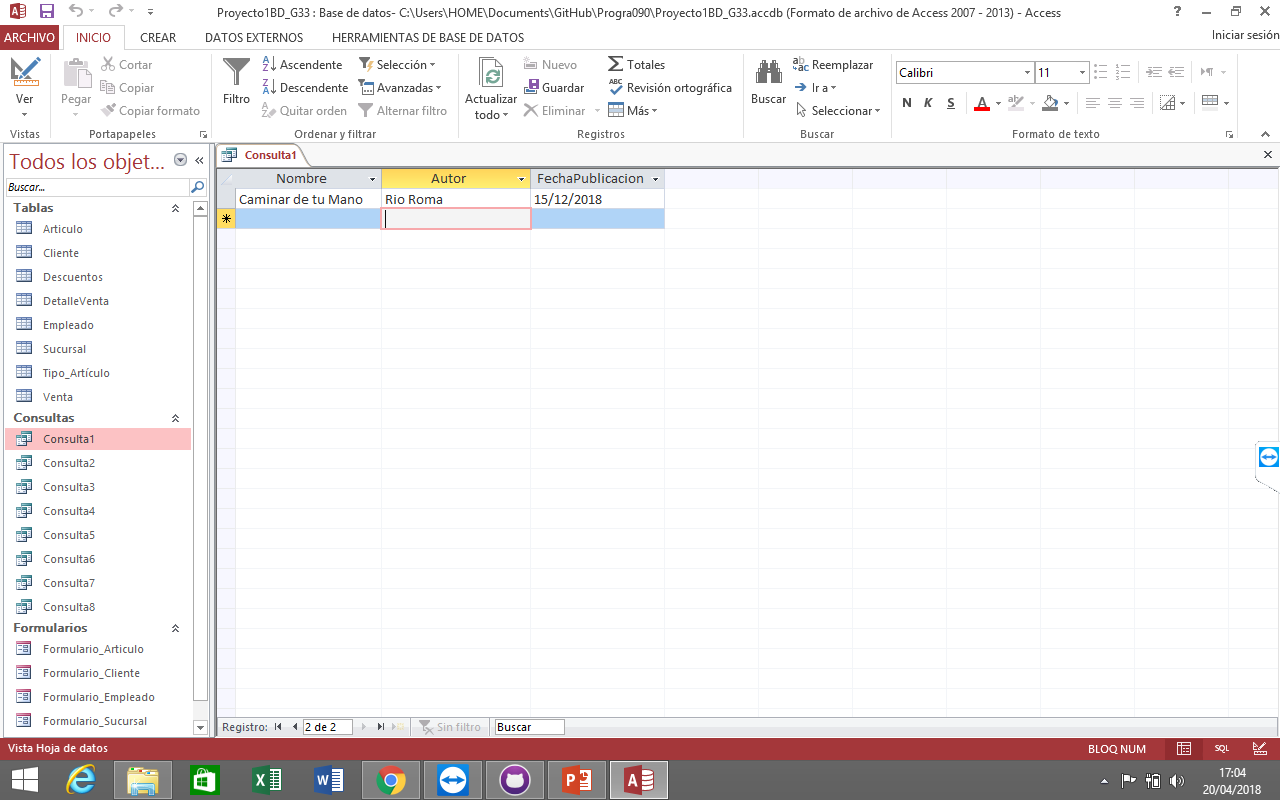 Proyecto1BD_G33 : Base de datos- C:\Users\HOME\Documents\GitHub\Progra090\Proyecto1BD_G33.accdb (Formato de archivo de Access 2007 - 2013) - Access
ARCHIVO INICIO CREAR DATOS EXTERNOS HERRAMIENTAS DE BASE DE DATOS Iniciar sesión
Ver
Vistas
Pegar
Cortar
Copiar
Copiar formato
Portapapeles
Filtro
Ascendente
Descendente
Quitar orden
Selección
Avanzadas
Alternar filtro
Ordenar y filtrar
Actualizar
todo
Nuevo
Guardar
Eliminar
Totales
Revisión ortográfica
Más
Registros
Buscar
Reemplazar
Ir a
Seleccionar
Buscar
Calibri 11
N K S A
Formato de texto
Todos los objet...
Buscar...
Tablas
Articulo
Cliente
Descuentos
DetalleVenta
Empleado
Sucursal
Tipo_Artículo
Venta
Consultas
Consulta1
Consulta2
Consulta3
Consulta4
Consulta5
Consulta6
Consulta7
Consulta8
Formularios
Formulario_Articulo
Formulario_Cliente
Formulario_Empleado
Formulario_Sucursal
Consulta1
Nombre Autor FechaPublicacion
Caminar de tu Mano Rio Roma 15/12/2018
Registro: 2 de 2 Sin filtro Buscar
Vista Hoja de datos BLOQ NUM SQL
17:04
20/04/2018